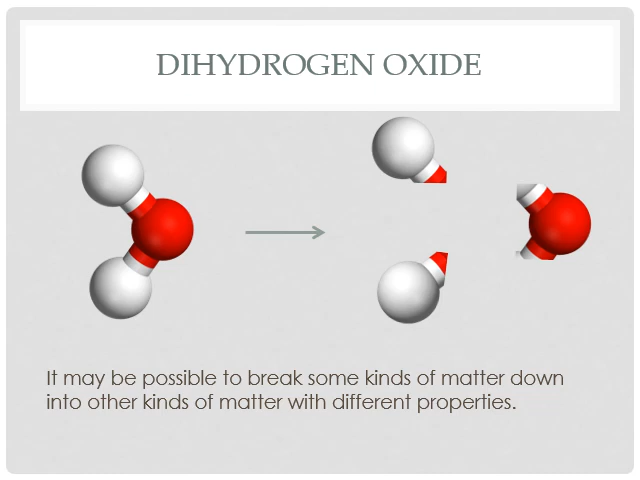 DIHYDROGEN OXIDE
It may be possible to break some kinds of matter down
into other kinds of matter with different properties.